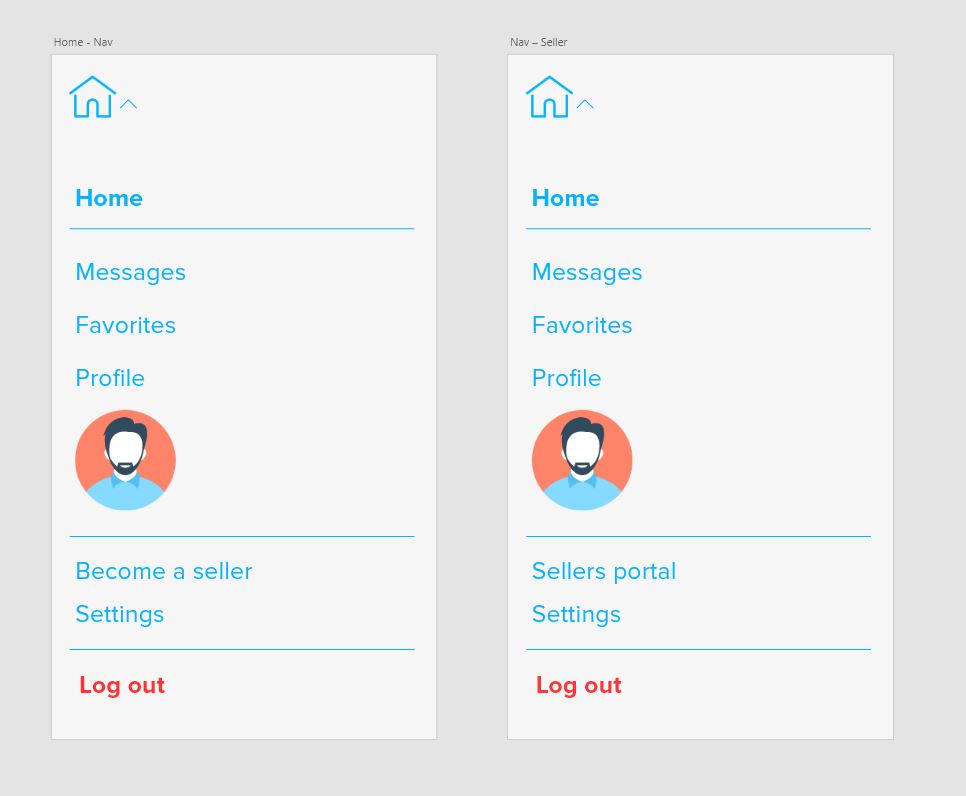 Home - Nav
Home
Messages
Favorites
Profile
Become a seller
Settings
Log out
Nav – Seller
Home
Messages
Favorites
Profile
Sellers portal
Settings
Log out